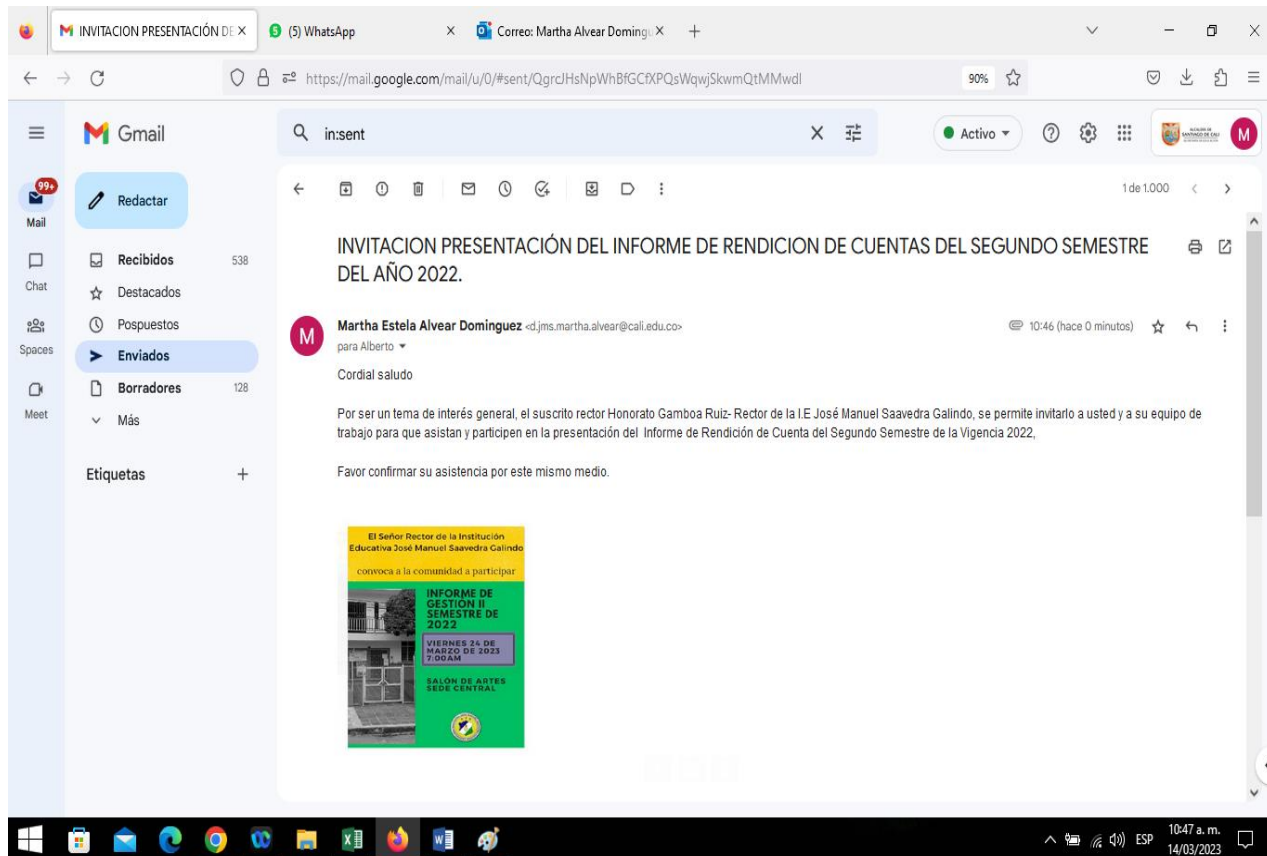 INVITACION PRESENTACIÓN DE
(5) WhatsApp
Correo: Martha Alvear Domingu
https://mail.google.com/mail/u/0/#sent/QgrcJHsNpWhBfGCfXPQsWqwjSkwmQtMMwdl
90%
Gmail
in:sent
Activo
M
99+
Mail
Chat
Spaces
Meet
Redactar
Recibidos 538
Destacados
Pospuestos
Enviados
Borradores 128
Más
Etiquetas
1 de 1.000
INVITACION PRESENTACIÓN DEL INFORME DE RENDICION DE CUENTAS DEL SEGUNDO SEMESTRE
DEL AÑO 2022.
M
Martha Estela Alvear Dominguez <d.jms.martha.alvear@cali.edu.co>
10:46 (hace 0 minutos)
para Alberto
Cordial saludo
Por ser un tema de interés general, el suscrito rector Honorato Gamboa Ruiz- Rector de la I.E José Manuel Saavedra Galindo, se permite invitarlo a usted y a su equipo de
trabajo para que asistan y participen en la presentación del Informe de Rendición de Cuenta del Segundo Semestre de la Vigencia 2022,
Favor confirmar su asistencia por este mismo medio.
El Señor Rector de la Institución
Educativa José Manuel Saavedra Galindo
convoca a la comunidad a participar
INFORME DE
GESTIÓN II
SEMESTRE DE
2022
VIERNES 24 DE
MARZO DE 2023
7:00AM
SALÓN DE ARTES
SEDE CENTRAL
ESP
10:47 a. m.
14/03/2023